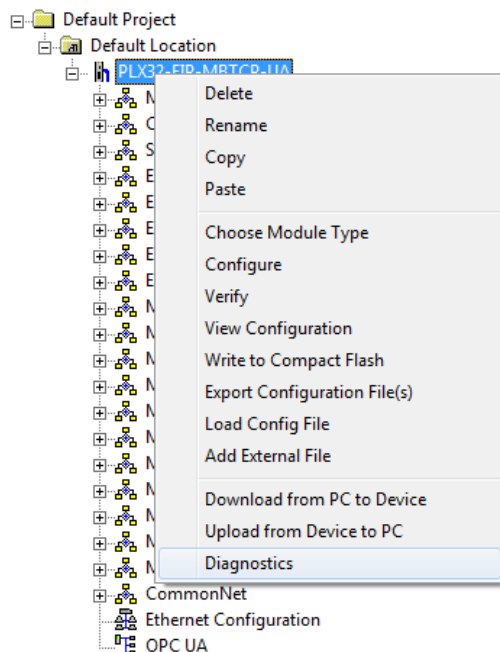 Default Project
Default Location
PLX32-EIP-MBTCP-UA
M
Delete
C
Rename
S
Copy
E
Paste
E
E
Choose Module Type
E
Configure
E
Verify
M
View Configuration
M
Write to Compact Flash
M
Export Configuration File(s)
M
Load Config File
M
Add External File
M
M
Download from PC to Device
M
Upload from Device to PC
M
Diagnostics
M
M
CommonNet
Ethernet Configuration
OPC UA